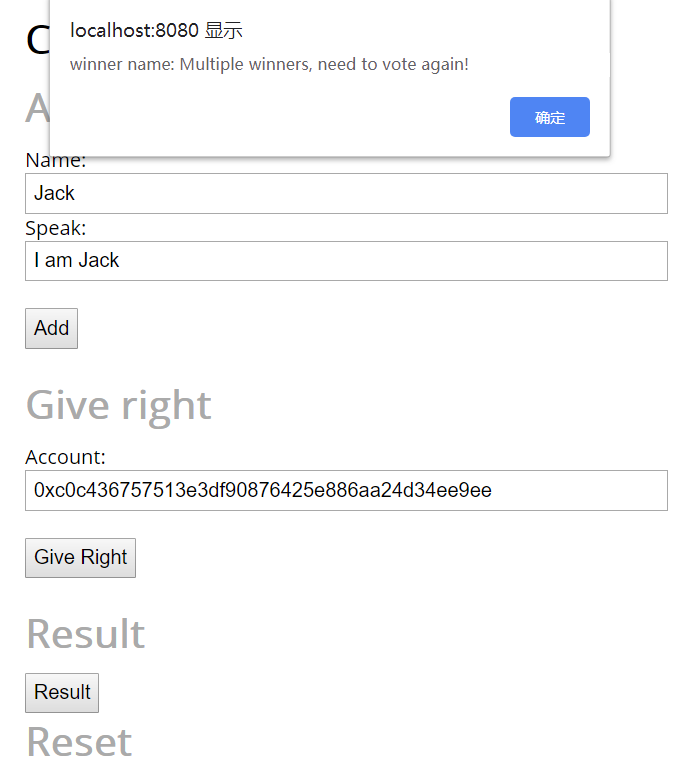 localhost:8080 显示
winner name: Multiple winners, need to vote again!
确定
Name:
Jack
Speak:
I am Jack
Add
Give right
Account:
0xc0c436757513e3df90876425e886aa24d34ee9ee
Give Right
Result
Result
Reset